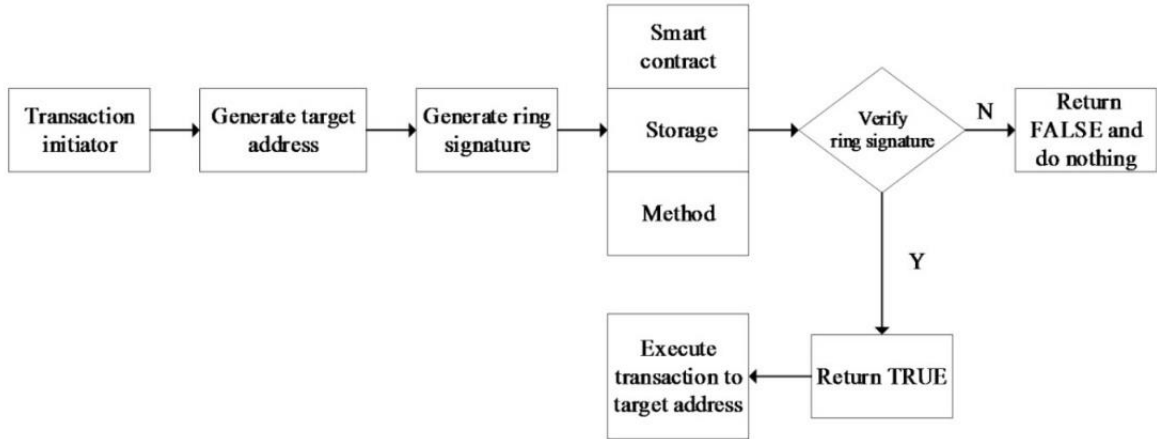 Transaction
initiator
Generate target
address
Generate ring
signature
Smart
contract
Storage
Method
Verify
ring signature
N
Return
FALSE and
do nothing
Y
Return TRUE
Execute
transaction to
target address